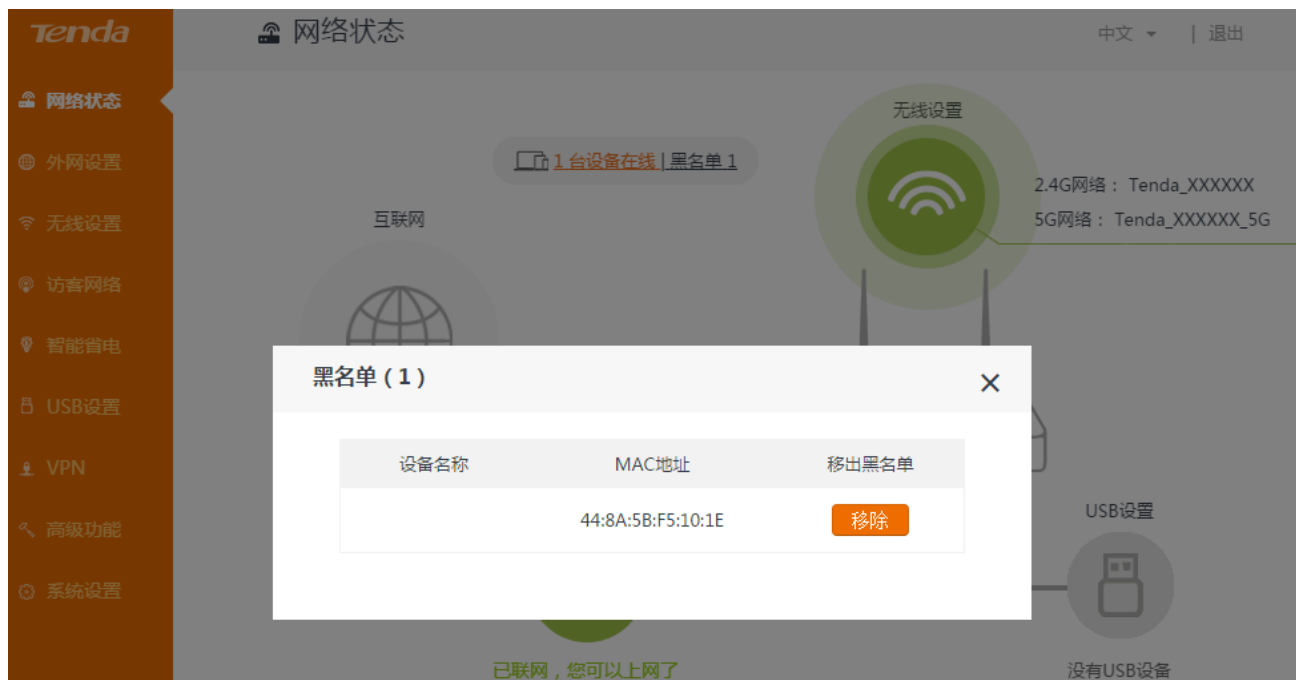 Tenda
网络状态
中文 | 退出
网络状态
外网设置
无线设置
访客网络
智能省电
USB设置
VPN
高级功能
系统设置
无线设置
1 台设备在线 | 黑名单 1
2.4G网络： Tenda_XXXXXX
5G网络： Tenda_XXXXXX_5G
互联网
黑名单（1）
×
设备名称 MAC地址 移出黑名单
44:8A:5B:F5:10:1E 移除
USB设置
已联网，您可以上网了
没有USB设备